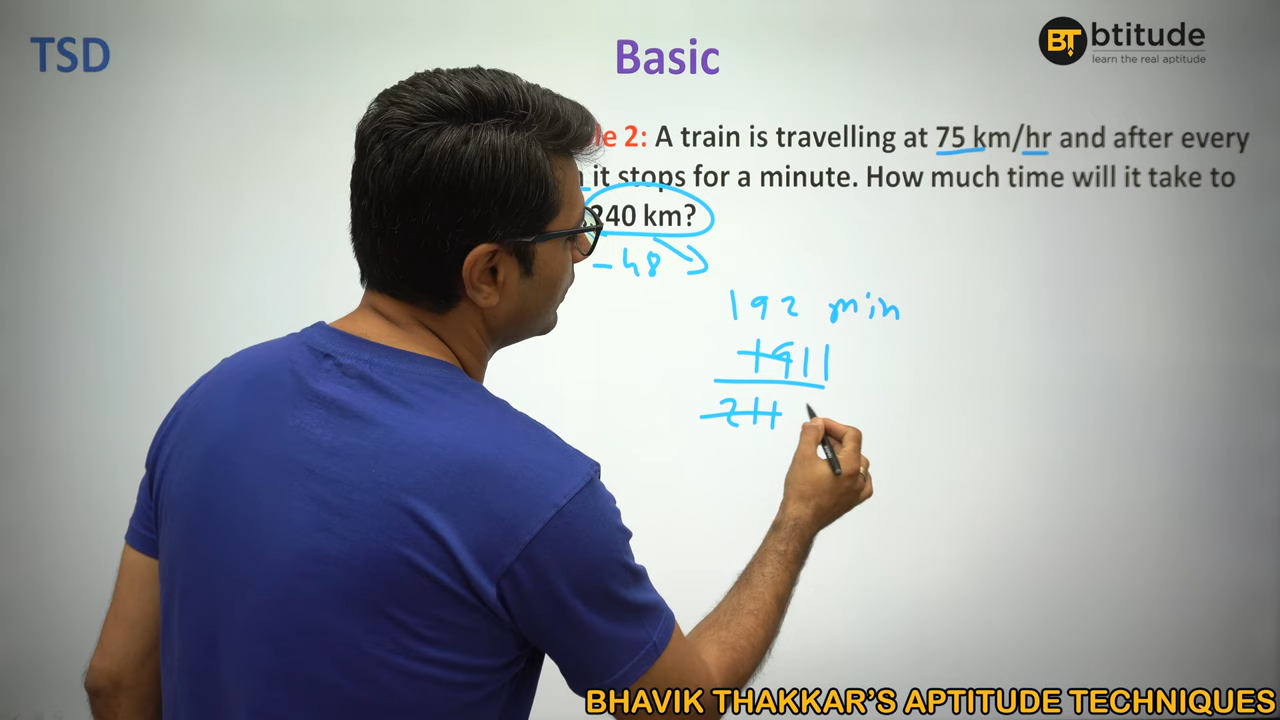 TSD
Basic
BT btitude
learn the real aptitude
le 2: A train is travelling at 75 km/hr and after every
it stops for a minute. How much time will it take to
240 km?
- 48
192 min
1911
211
BHAVIK THAKKAR'S APTITUDE TECHNIQUES